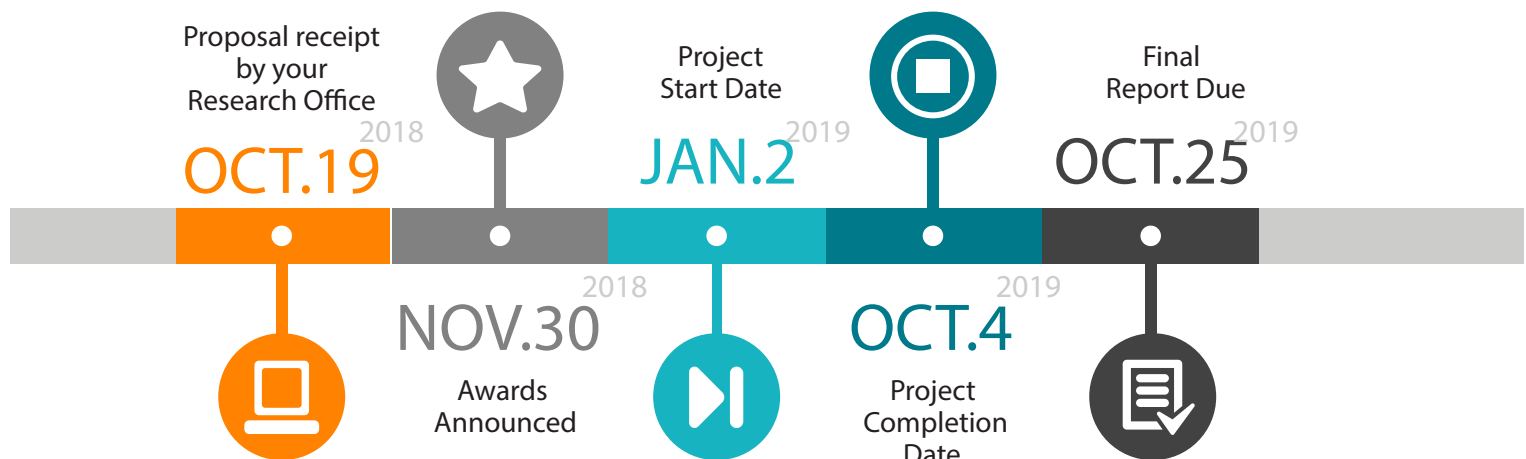 Proposal receipt
by your
Research Office
2018
OCT.19
NOV.30
2018
Awards
Announced
Project
Start Date
2019
JAN.2
OCT.4
2019
Project
Completion
Date
Final
Report Due
2019
OCT.25